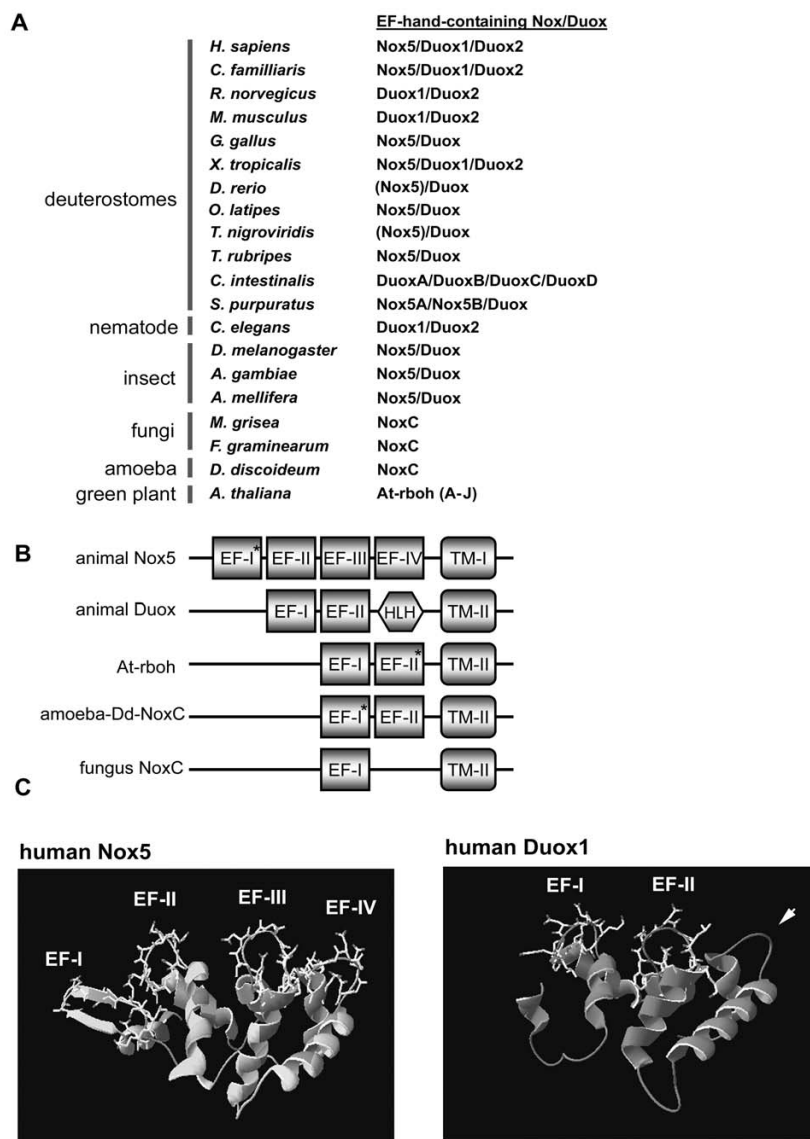 A
EF-hand-containing Nox/Duox
H. sapiens Nox5/Duox1/Duox2
C. familliaris Nox5/Duox1/Duox2
R. norvegicus Duox1/Duox2
M. musculus Duox1/Duox2
G. gallus Nox5/Duox
X. tropicalis Nox5/Duox1/Duox2
D. rerio (Nox5)/Duox
deuterostomes
O. latipes Nox5/Duox
T. nigroviridis (Nox5)/Duox
T. rubripes Nox5/Duox
C. intestinalis DuoxA/DuoxB/DuoxC/DuoxD
S. purpuratus Nox5A/Nox5B/Duox
nematode C. elegans Duox1/Duox2
D. melanogaster Nox5/Duox
insect A. gambiae Nox5/Duox
A. mellifera Nox5/Duox
fungi M. grisea NoxC
F. graminearum NoxC
amoeba D. discoideum NoxC
green plant A. thaliana At-rboh (A-J)
B
animal Nox5 EF-I* EF-II EF-III EF-IV TM-I
animal Duox EF-I EF-II HLH TM-II
At-rboh EF-I EF-II* TM-II
amoeba-Dd-NoxC EF-I* EF-II TM-II
fungus NoxC EF-I TM-II
C
human Nox5
EF-I EF-II EF-III EF-IV
human Duox1
EF-I EF-II